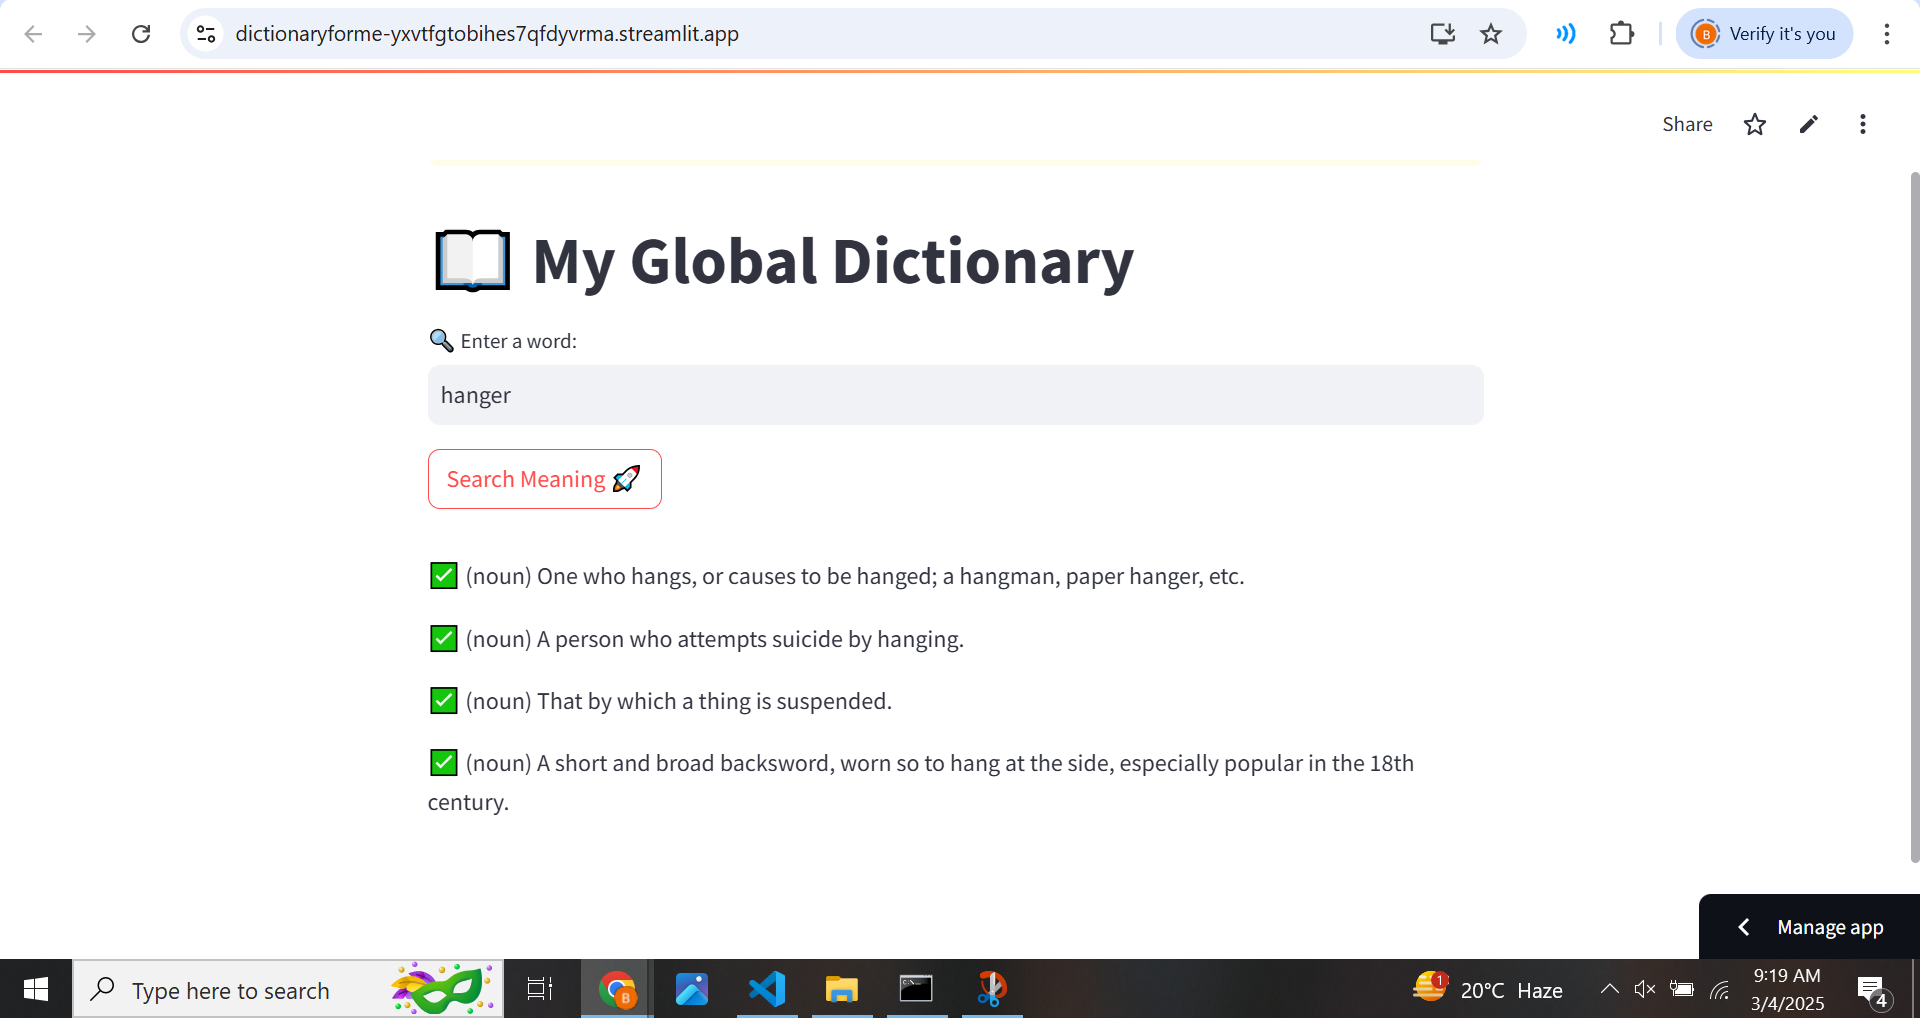 dictionaryforme-yxvtfgtobihes7qfdyvrma.streamlit.app
B
Verify it's you
Share
My Global Dictionary
Enter a word:
hanger
Search Meaning
(noun) One who hangs, or causes to be hanged; a hangman, paper hanger, etc.
(noun) A person who attempts suicide by hanging.
(noun) That by which a thing is suspended.
(noun) A short and broad backsword, worn so to hang at the side, especially popular in the 18th
century.
Manage app
Type here to search
B
1
20°C Haze
9:19 AM
3/4/2025
4